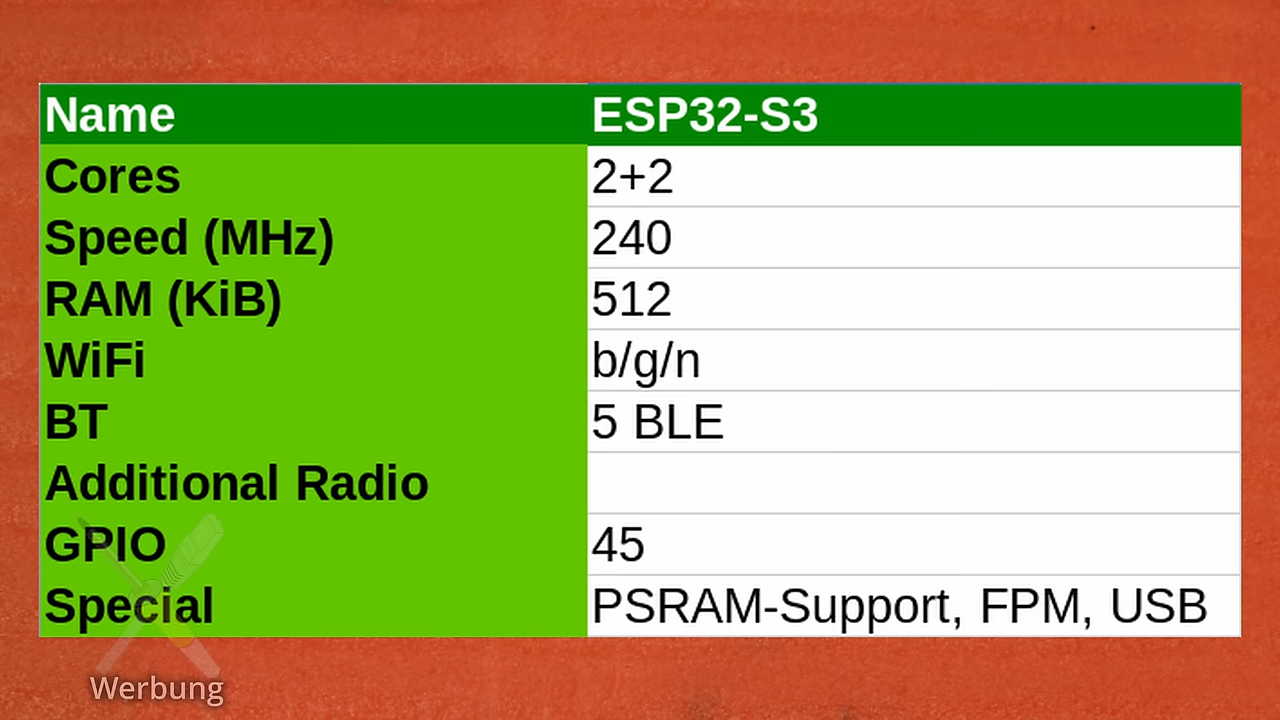 Name ESP32-S3
Cores 2+2
Speed (MHz) 240
RAM (KiB) 512
WiFi b/g/n
BT 5 BLE
Additional Radio
GPIO 45
Special PSRAM-Support, FPM, USB
Werbung